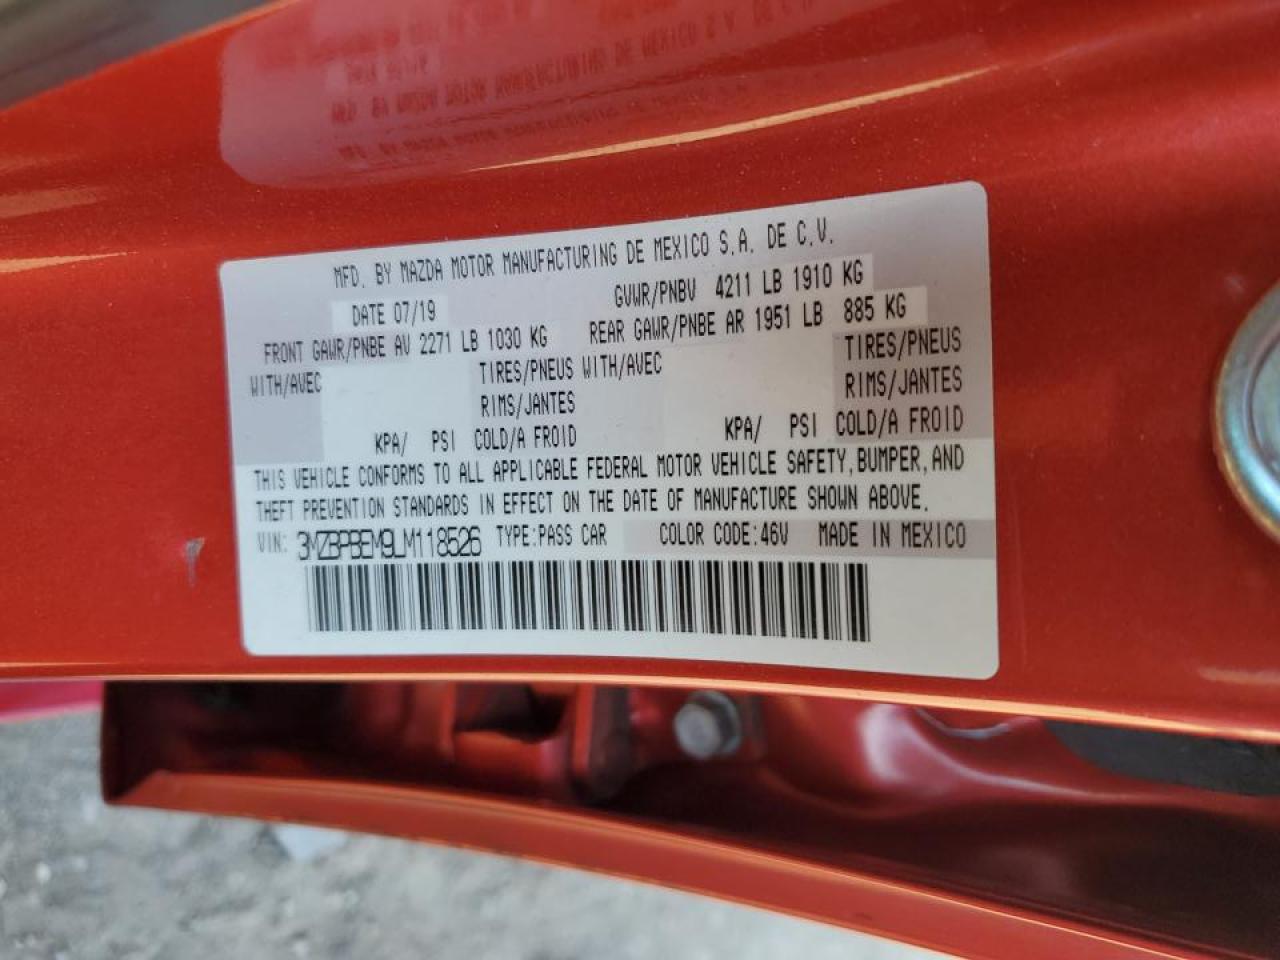 MFD. BY MAZDA MOTOR MANUFACTURING DE MEXICO S.A. DE C.V.
DATE 07/19 GVWR/PNBV 4211 LB 1910 KG
FRONT GAWR/PNBE AV 2271 LB 1030 KG REAR GAWR/PNBE AR 1951 LB 885 KG
WITH/AVEC TIRES/PNEUS WITH/AVEC TIRES/PNEUS
RIMS/JANTES RIMS/JANTES
KPA/ PSI COLD/A FROID KPA/ PSI COLD/A FROID
THIS VEHICLE CONFORMS TO ALL APPLICABLE FEDERAL MOTOR VEHICLE SAFETY, BUMPER, AND
THEFT PREVENTION STANDARDS IN EFFECT ON THE DATE OF MANUFACTURE SHOWN ABOVE.
VIN: 3MZBPBEM9LM118526 TYPE:PASS CAR COLOR CODE:46V MADE IN MEXICO